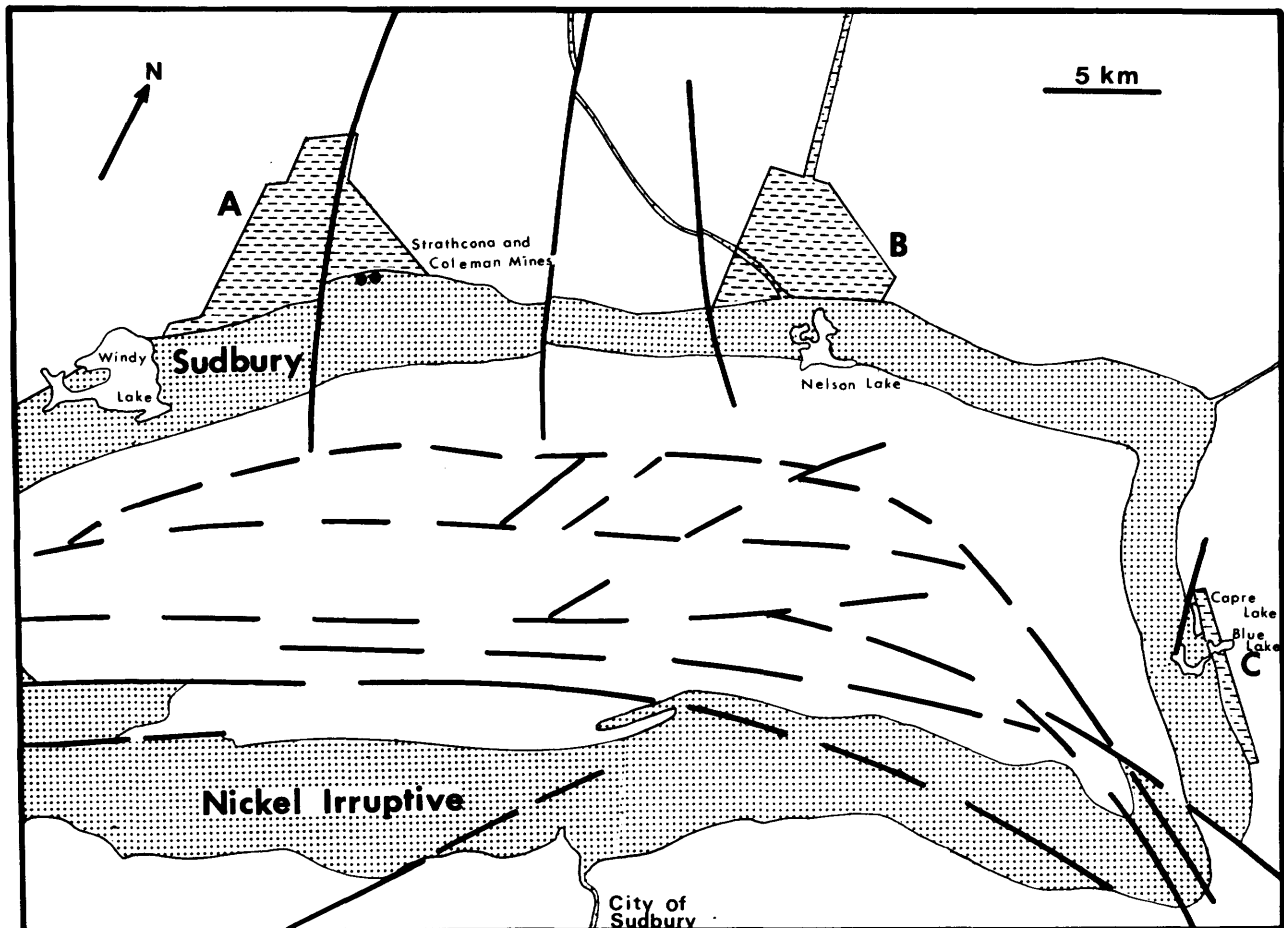 N
5 km
A
B
Strathcona and
Coleman Mines
Windy
Lake
Sudbury
Nelson Lake
Capre
Lake
Blue
Lake
C
Nickel Irruptive
City of
Sudbury